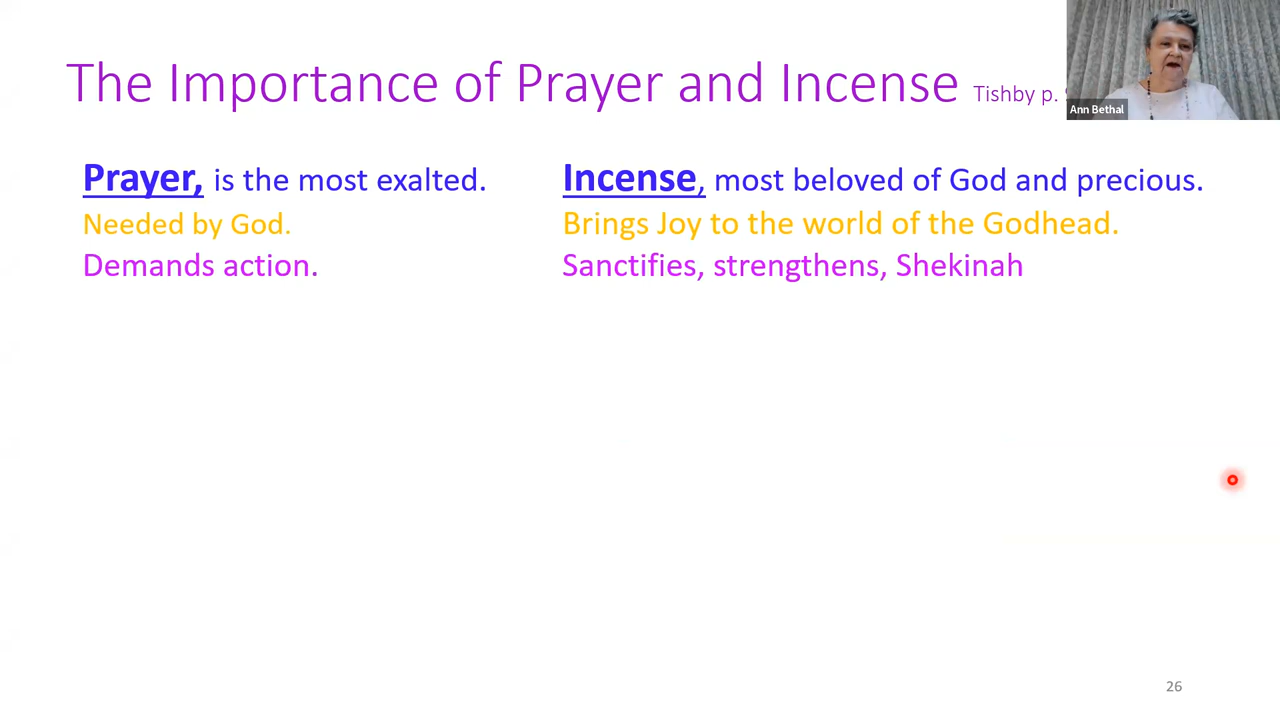 The Importance of Prayer and Incense Tishby p.
Ann Bethal
Prayer, is the most exalted.
Needed by God.
Demands action.
Incense, most beloved of God and precious.
Brings Joy to the world of the Godhead.
Sanctifies, strengthens, Shekinah
26